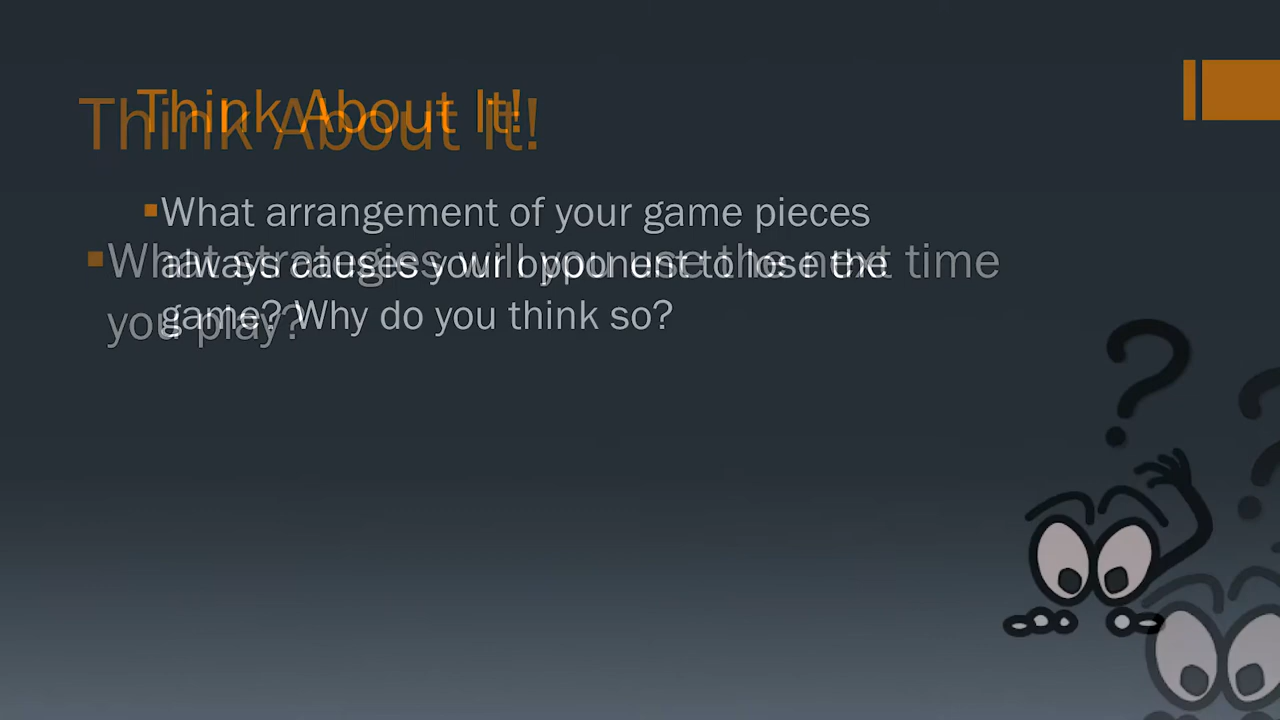 Think About It!
Think About It!
What arrangement of your game pieces
always causes your opponent to lose the
game? Why do you think so?
What strategies will you use the next time
you play?